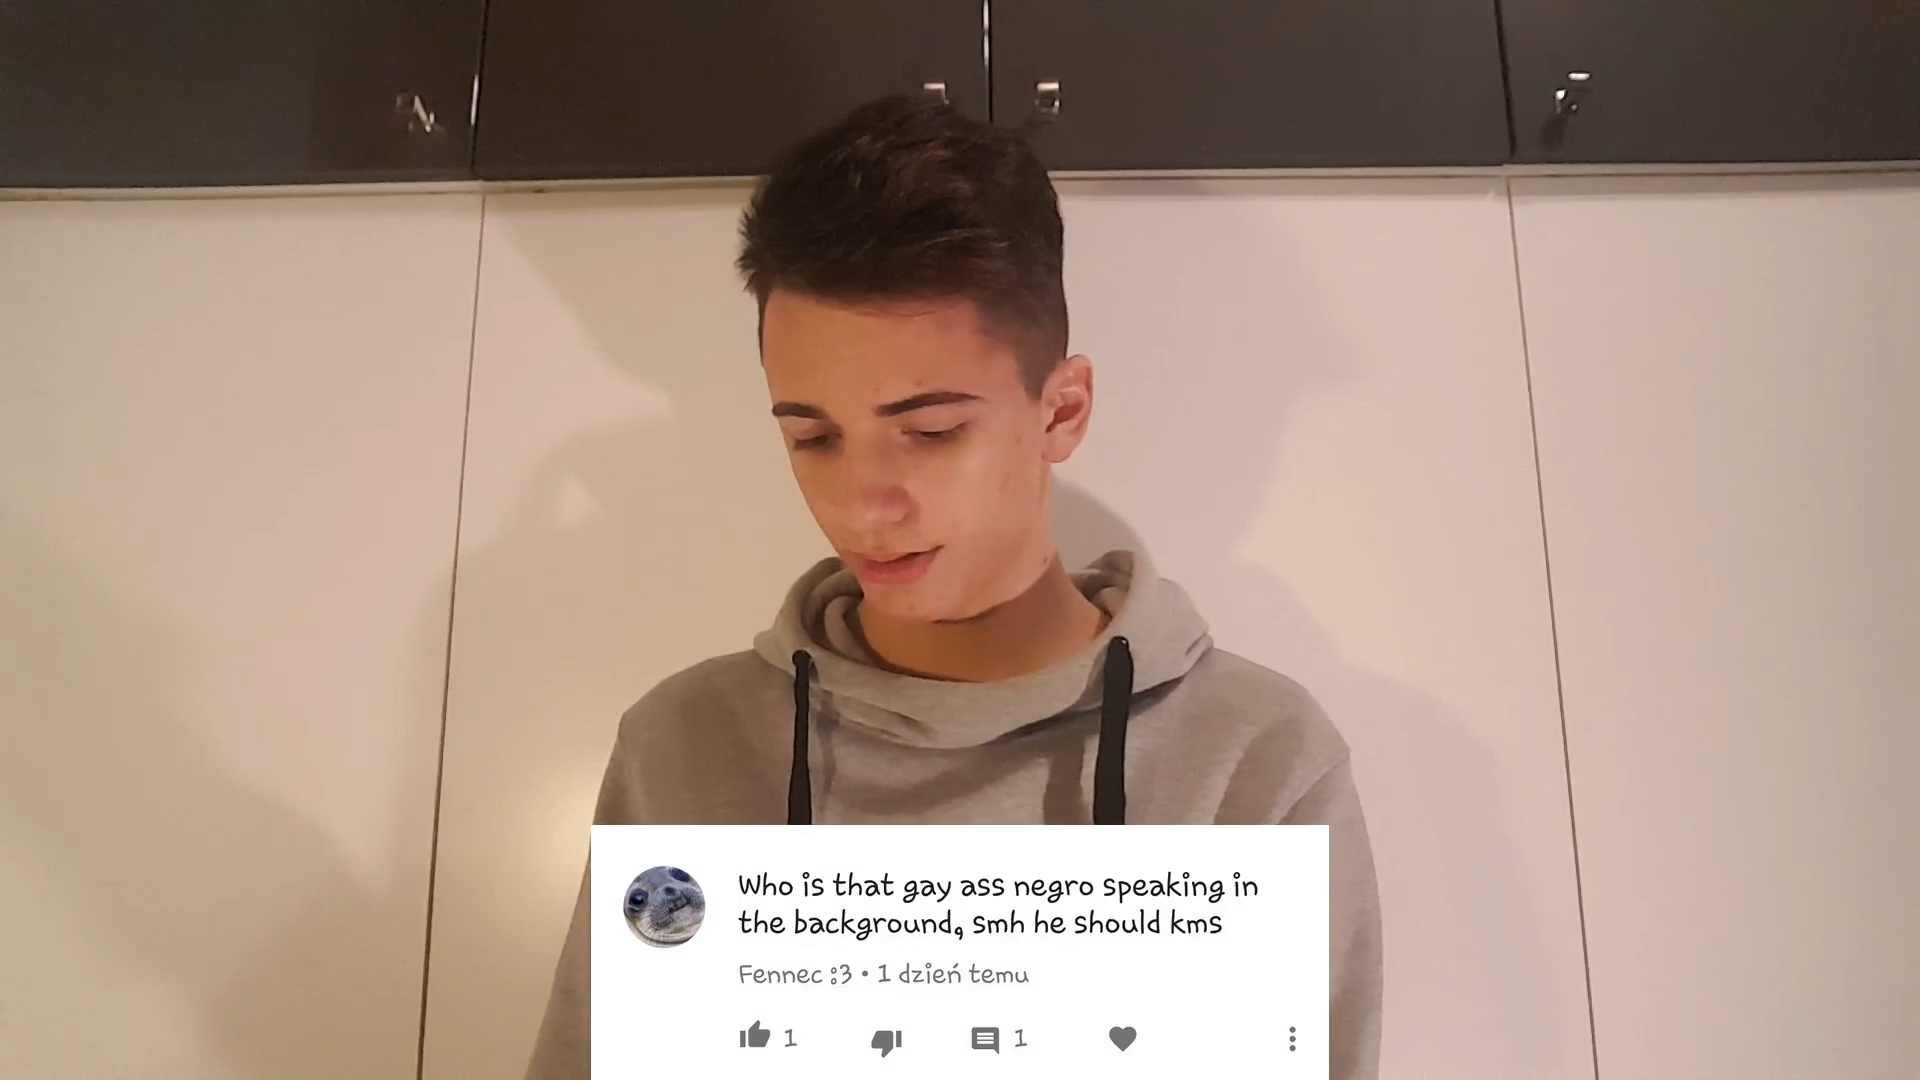 Who is that gay ass negro speaking in
the background, smh he should kms
Fennec :3 • 1 dzień temu
1
1